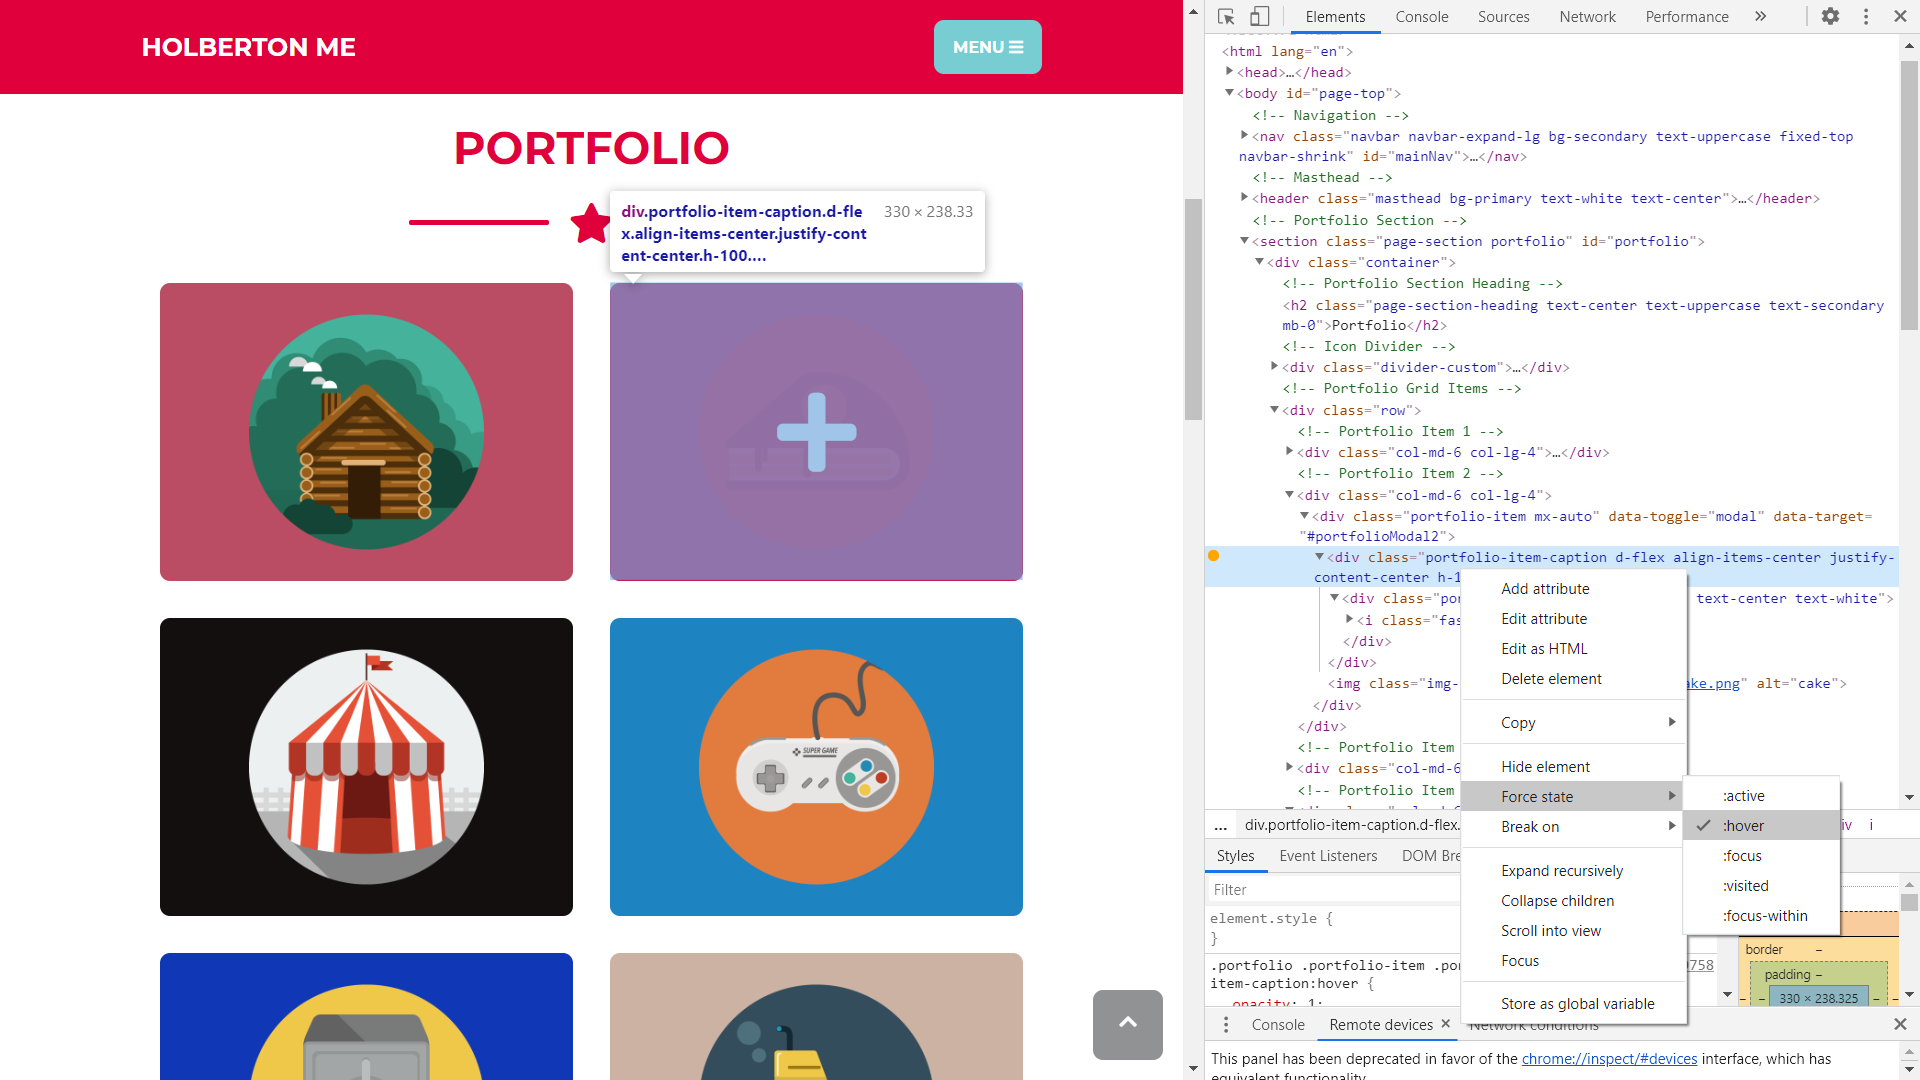 HOLBERTON ME
MENU
PORTFOLIO
div.portfolio-item-caption.d-fle 330 × 238.33
x.align-items-center.justify-cont
ent-center.h-100....
SUPER GAME
Elements Console Sources Network Performance
<html lang="en">
<head>…</head>
<body id="page-top">
<!-- Navigation -->
<nav class="navbar navbar-expand-lg bg-secondary text-uppercase fixed-top
navbar-shrink" id="mainNav">…</nav>
<!-- Masthead -->
<header class="masthead bg-primary text-white text-center">…</header>
<!-- Portfolio Section -->
<section class="page-section portfolio" id="portfolio">
<div class="container">
<!-- Portfolio Section Heading -->
<h2 class="page-section-heading text-center text-uppercase text-secondary
mb-0">Portfolio</h2>
<!-- Icon Divider -->
<div class="divider-custom">…</div>
<!-- Portfolio Grid Items -->
<div class="row">
<!-- Portfolio Item 1 -->
<div class="col-md-6 col-lg-4">…</div>
<!-- Portfolio Item 2 -->
<div class="col-md-6 col-lg-4">
<div class="portfolio-item mx-auto" data-toggle="modal" data-target=
"#portfolioModal2">
<div class="portfolio-item-caption d-flex align-items-center justify-
content-center h-1
<div class="por text-center text-white">
<i class="fas
</div>
</div>
<img class="img- ake.png" alt="cake">
</div>
</div>
<!-- Portfolio Item
<div class="col-md-6
<!-- Portfolio Item
Add attribute
Edit attribute
Edit as HTML
Delete element
Copy
Hide element
Force state
Break on
Expand recursively
Collapse children
Scroll into view
Focus
Store as global variable
:active
:hover
:focus
:visited
:focus-within
... div.portfolio-item-caption.d-flex. iv i
Styles Event Listeners DOM Bre
Filter
element.style {
}
.portfolio .portfolio-item .por 9758
item-caption:hover {
opacity: 1;
border –
padding –
– – 330 × 238.325 – –
Console Remote devices × Network conditions
This panel has been deprecated in favor of the chrome://inspect/#devices interface, which has
equivalent functionality.